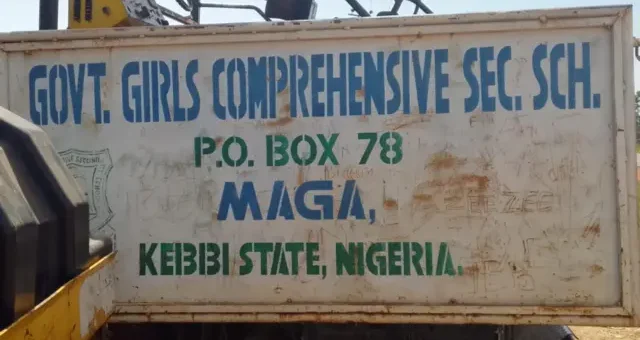 GOVT. GIRLS COMPREHENSIVE SEC. SCH.
P.O. BOX 78
MAGA,
KEBBI STATE, NIGERIA.